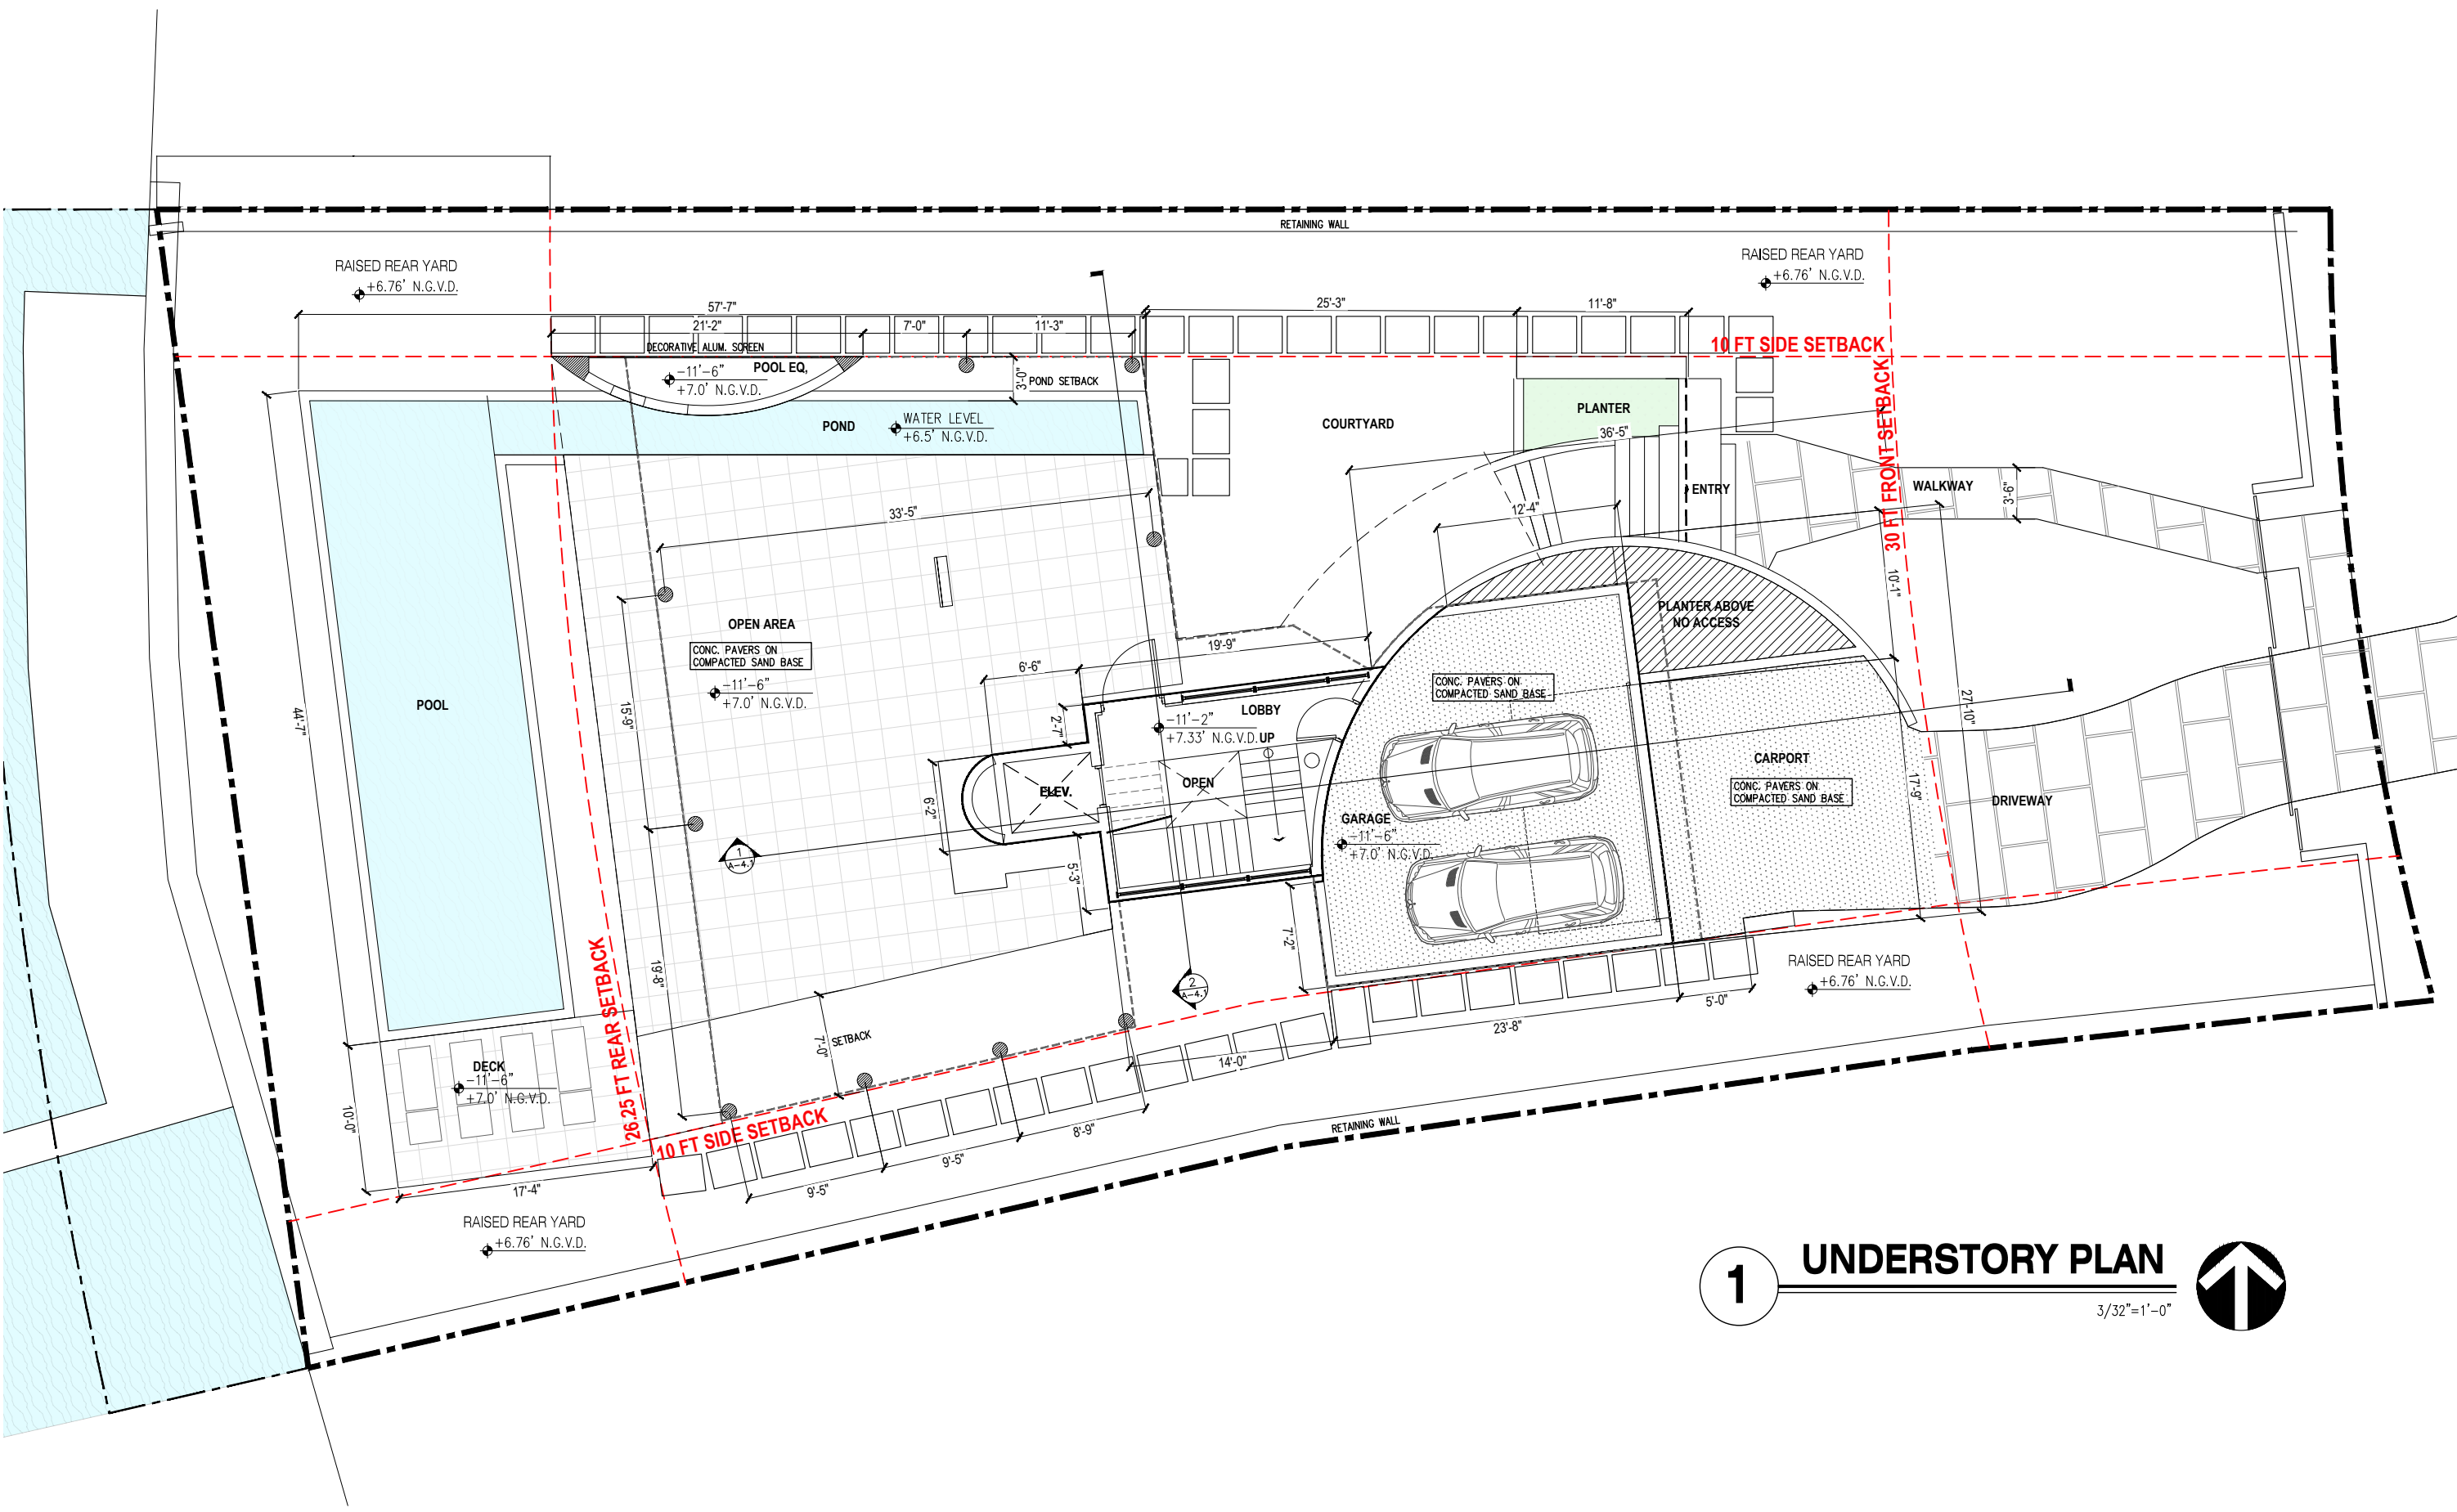 RETAINING WALL
RAISED REAR YARD
+6.76' N.G.V.D.
RAISED REAR YARD
+6.76' N.G.V.D.
57'-7"
25'-3"
11'-8"
21'-2"
7'-0"
11'-3"
DECORATIVE ALUM. SCREEN
10 FT SIDE SETBACK
-11'-6"
+7.0' N.G.V.D.
POOL EQ,
3'-0"
POND SETBACK
POND
WATER LEVEL
+6.5' N.G.V.D.
COURTYARD
PLANTER
36'-5"
30 FT FRONT SETBACK
ENTRY
WALKWAY
3'-6"
12'-4"
33'-5"
10'-1"
OPEN AREA
CONC. PAVERS ON
COMPACTED SAND BASE
-11'-6"
+7.0' N.G.V.D.
PLANTER ABOVE
NO ACCESS
19'-9"
6'-6"
CONC. PAVERS ON
COMPACTED SAND BASE
POOL
44'-7"
15'-9"
2'-7"
LOBBY
-11'-2"
+7.33' N.G.V.D.
UP
27'-10"
CARPORT
CONC. PAVERS ON
COMPACTED SAND BASE
17'-9"
DRIVEWAY
ELEV.
OPEN
6'-2"
GARAGE
-11'-6"
+7.0' N.G.V.D.
1
A-4.1
5'-3"
7'-2"
19'-8"
26.25 FT REAR SETBACK
2
A-4.1
RAISED REAR YARD
+6.76' N.G.V.D.
5'-0"
23'-8"
7'-0"
SETBACK
14'-0"
DECK
-11'-6"
+7.0' N.G.V.D.
10'-0"
10 FT SIDE SETBACK
8'-9"
9'-5"
9'-5"
17'-4"
RETAINING WALL
RAISED REAR YARD
+6.76' N.G.V.D.
1
UNDERSTORY PLAN
3/32"=1'-0"